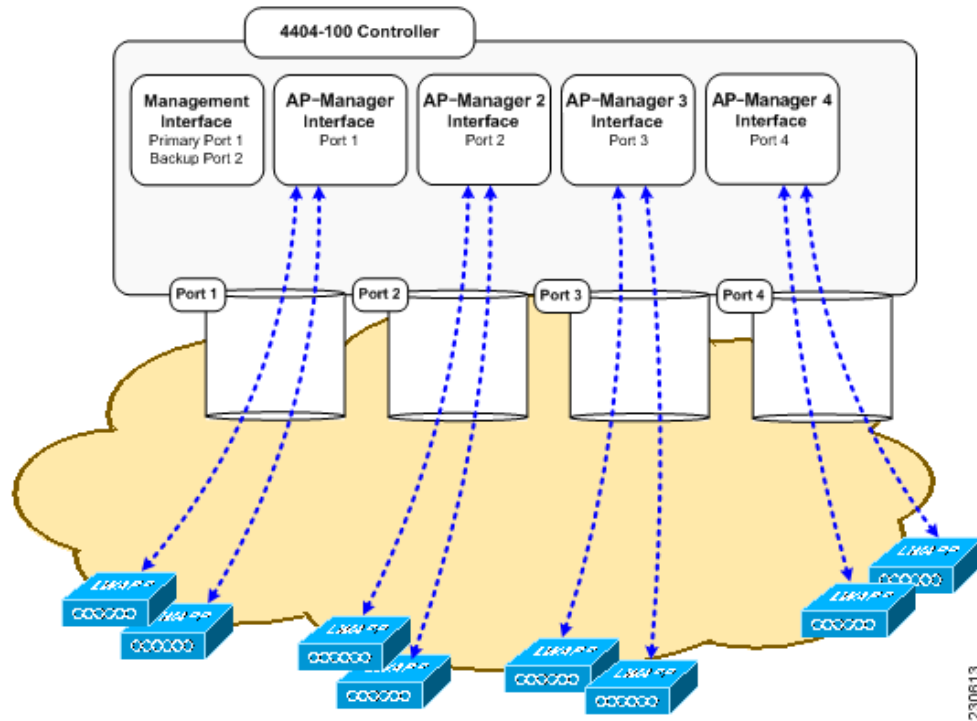 4404-100 Controller
Management
Interface
Primary Port 1
Backup Port 2
AP-Manager
Interface
Port 1
AP-Manager 2
Interface
Port 2
AP-Manager 3
Interface
Port 3
AP-Manager 4
Interface
Port 4
Port 1
Port 2
Port 3
Port 4
LWAPP
LWAPP
LWAPP
LWAPP
LWAPP
LWAPP
LWAPP
LWAPP
230613